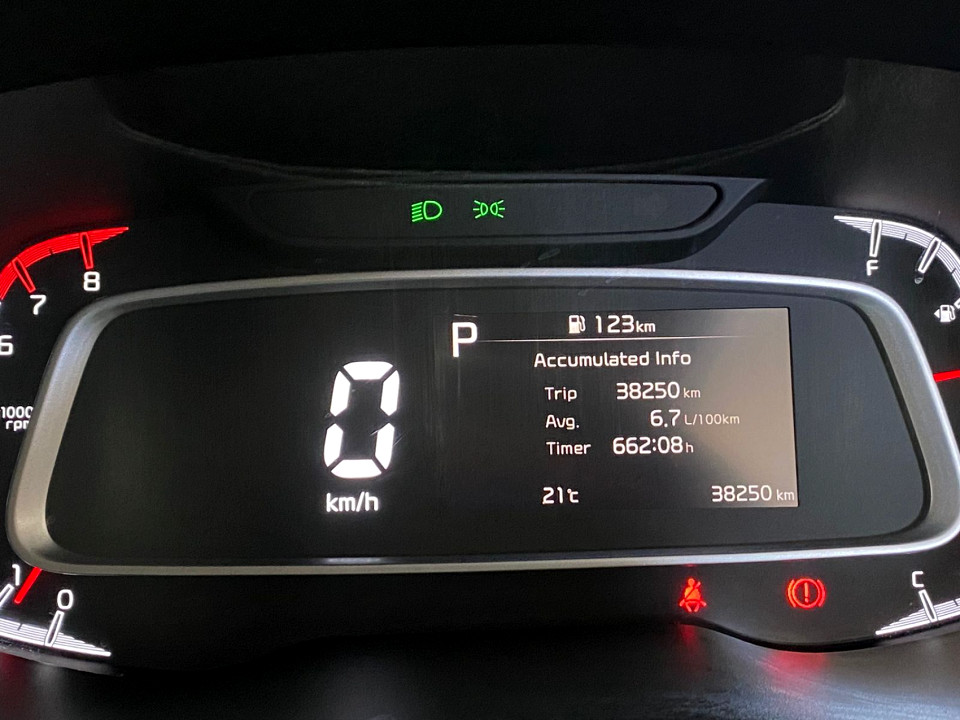 8
7
6
1000
rpm
1
0
0
km/h
P
123km
Accumulated Info
Trip 38250 km
Avg. 6.7 L/100km
Timer 662:08 h
21℃ 38250 km
F
C